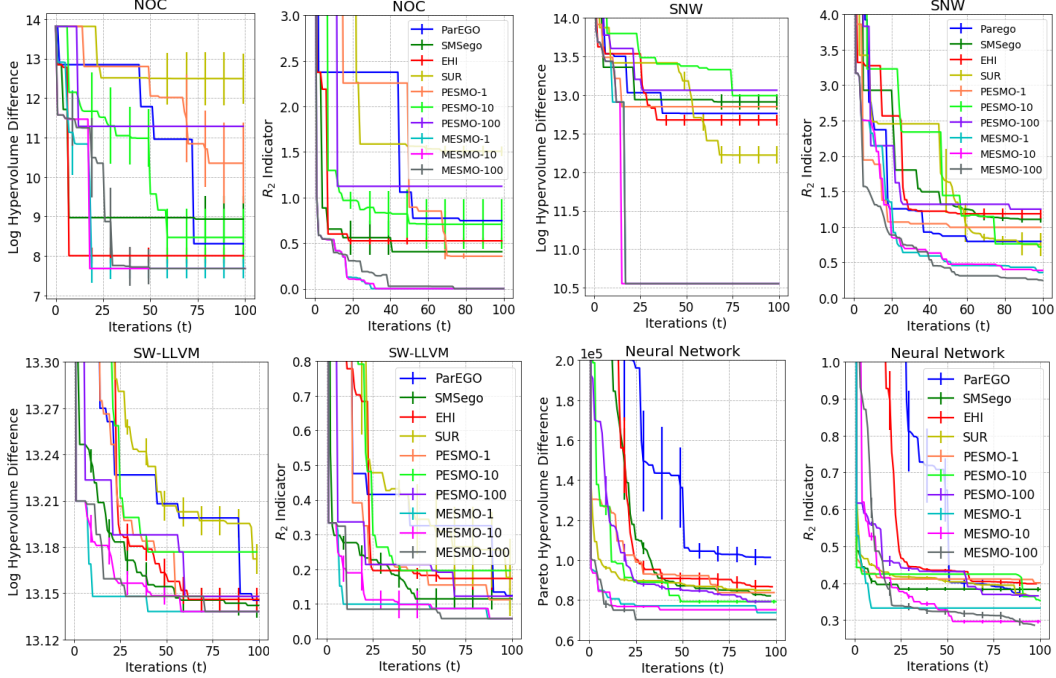 NOC
Log Hypervolume Difference
14
13
12
11
10
9
8
7
0 25 50 75 100
Iterations (t)
NOC
R2 Indicator
3.0
2.5
2.0
1.5
1.0
0.5
0.0
0 25 50 75 100
Iterations (t)
ParEGO
SMSego
EHI
SUR
PESMO-1
PESMO-10
PESMO-100
MESMO-1
MESMO-10
MESMO-100
SNW
Log Hypervolume Difference
14.0
13.5
13.0
12.5
12.0
11.5
11.0
10.5
0 25 50 75 100
Iterations (t)
SNW
R2 Indicator
4.0
3.5
3.0
2.5
2.0
1.5
1.0
0.5
0.0
0 20 40 60 80 100
Iterations (t)
Parego
SMSego
EHI
SUR
PESMO-1
PESMO-10
PESMO-100
MESMO-1
MESMO-10
MESMO-100
SW-LLVM
Log Hypervolume Difference
13.30
13.26
13.24
13.21
13.18
13.15
13.12
0 25 50 75 100
Iterations (t)
SW-LLVM
R2 Indicator
0.8
0.7
0.6
0.5
0.4
0.3
0.2
0.1
0.0
0 25 50 75 100
Iterations (t)
ParEGO
SMSego
EHI
SUR
PESMO-1
PESMO-10
PESMO-100
MESMO-1
MESMO-10
MESMO-100
Neural Network
1e5
Pareto Hypervolume Difference
2.0
1.8
1.6
1.4
1.2
1.0
0.8
0.6
0 25 50 75 100
Iterations (t)
Neural Network
R2 Indicator
1.0
0.9
0.8
0.7
0.6
0.5
0.4
0.3
0 25 50 75 100
Iterations (t)
ParEGO
SMSego
EHI
SUR
PESMO-1
PESMO-10
PESMO-100
MESMO-1
MESMO-10
MESMO-100